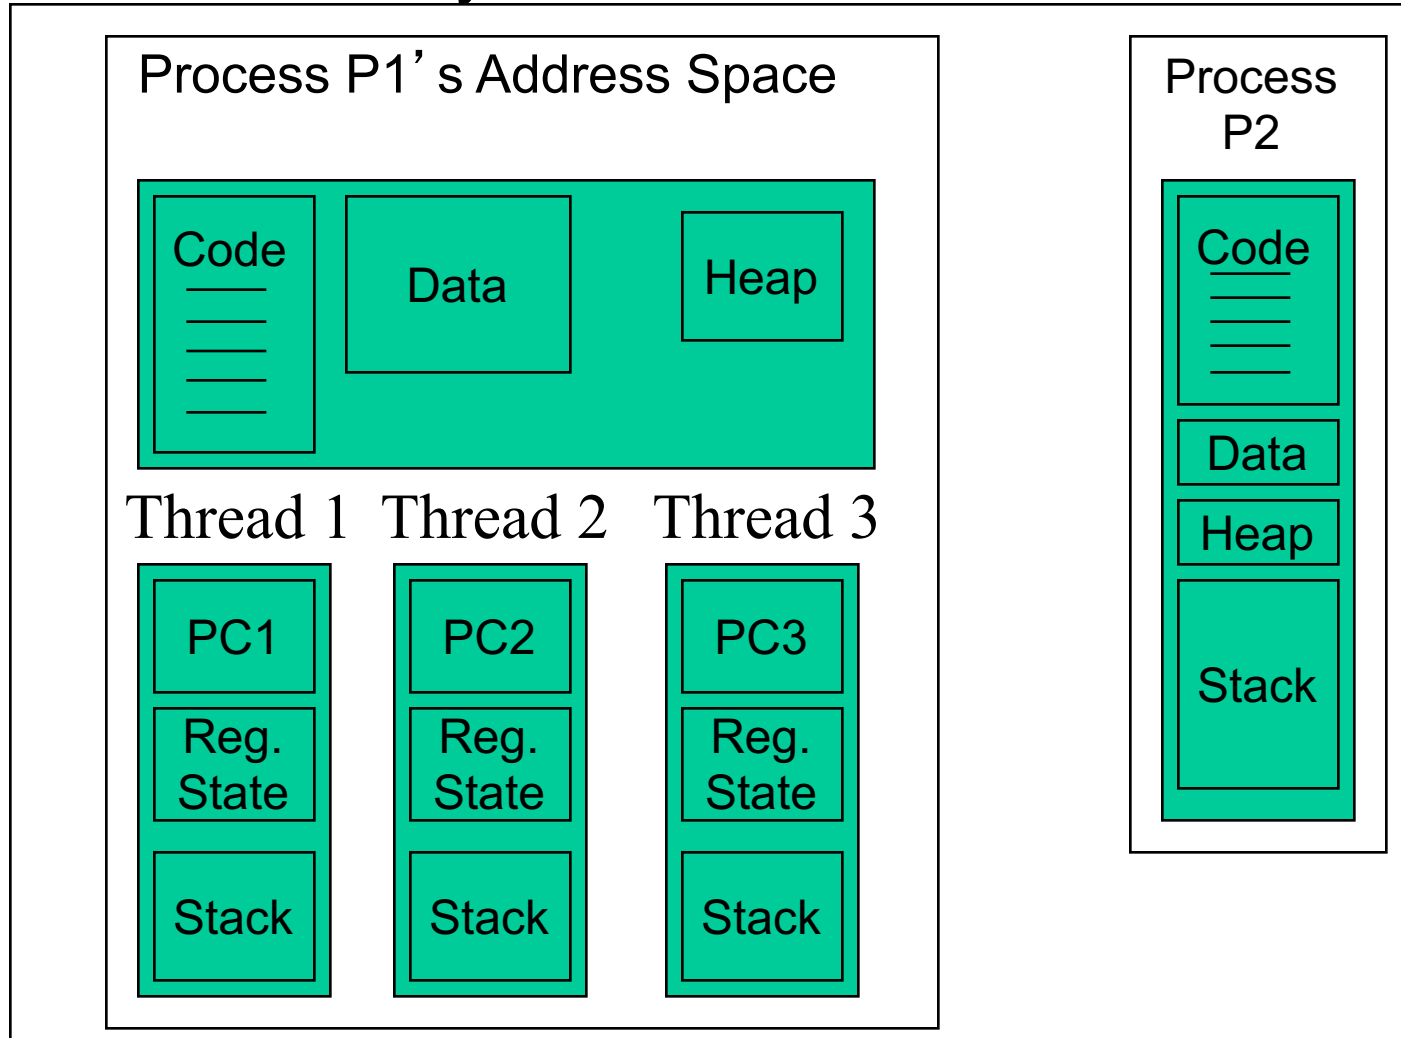 Process P1’s Address Space
Process
P2
Code
Data
Heap
Code
Data
Heap
Stack
Thread 1
Thread 2
Thread 3
PC1
PC2
PC3
Reg.
State
Reg.
State
Reg.
State
Stack
Stack
Stack